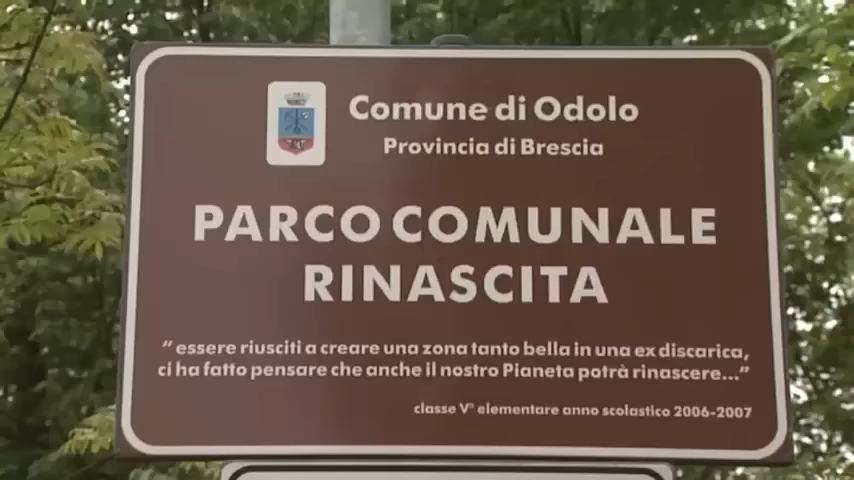 Comune di Odolo
Provincia di Brescia
PARCO COMUNALE
RINASCITA
“ essere riusciti a creare una zona tanto bella in una ex discarica,
ci ha fatto pensare che anche il nostro Pianeta potrà rinascere...”
classe V° elementare anno scolastico 2006-2007